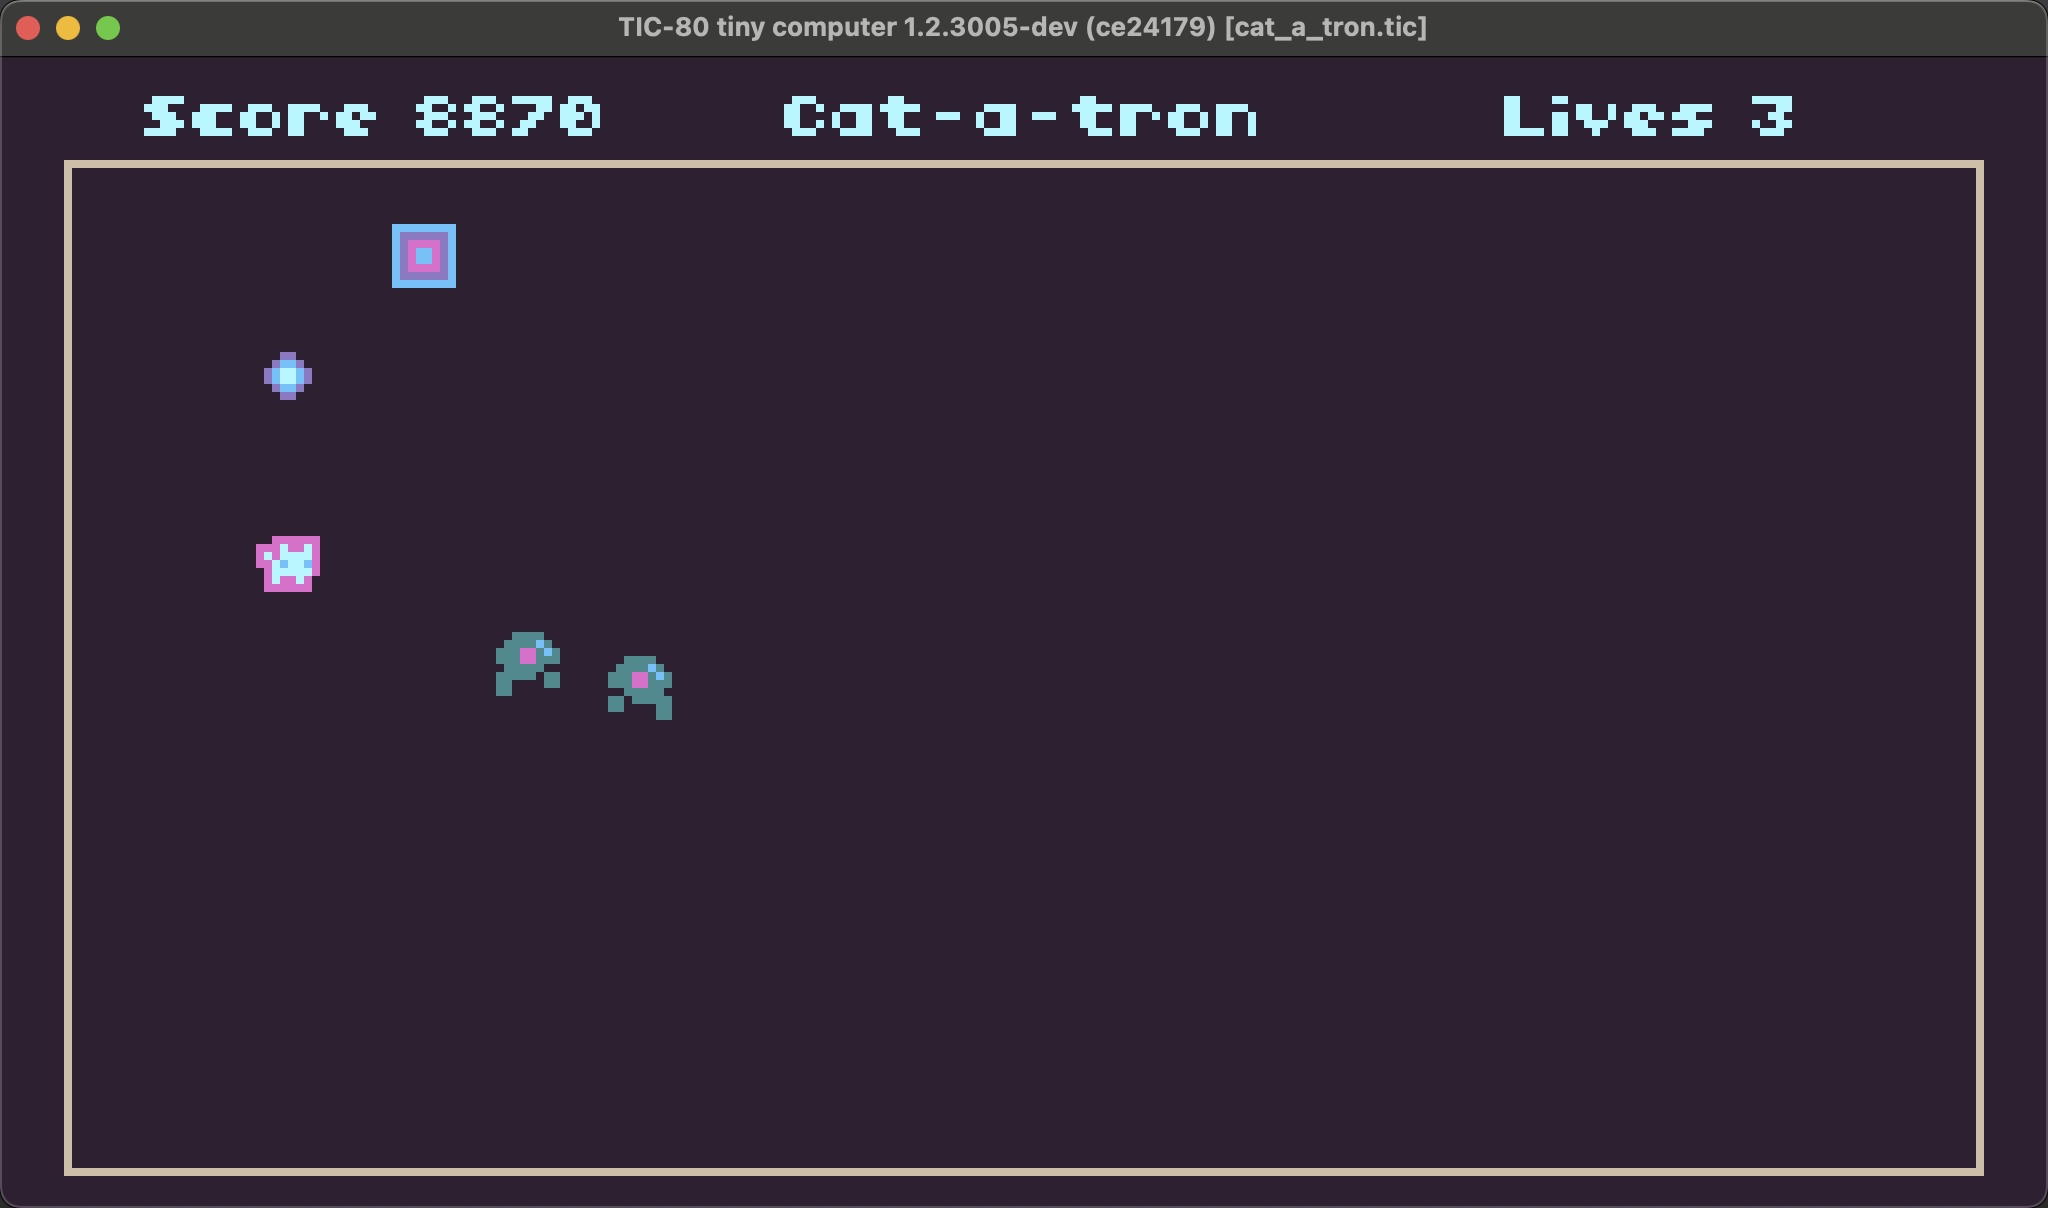 TIC-80 tiny computer 1.2.3005-dev (ce24179) [cat_a_tron.tic]
Score 8870 Cat-a-tron Lives 3